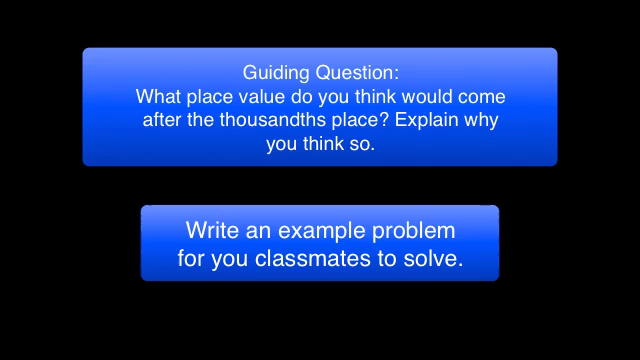 Guiding Question:
What place value do you think would come
after the thousandths place? Explain why
you think so.
Write an example problem
for you classmates to solve.